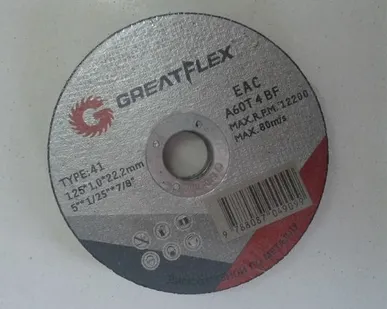 GREATFLEX
EAC
A60T 4 BF
MAX.R.P.M.:12200
MAX. 80m/s
TYPE:41
125*1.0*22.2mm
5"*1/25"*7/8"